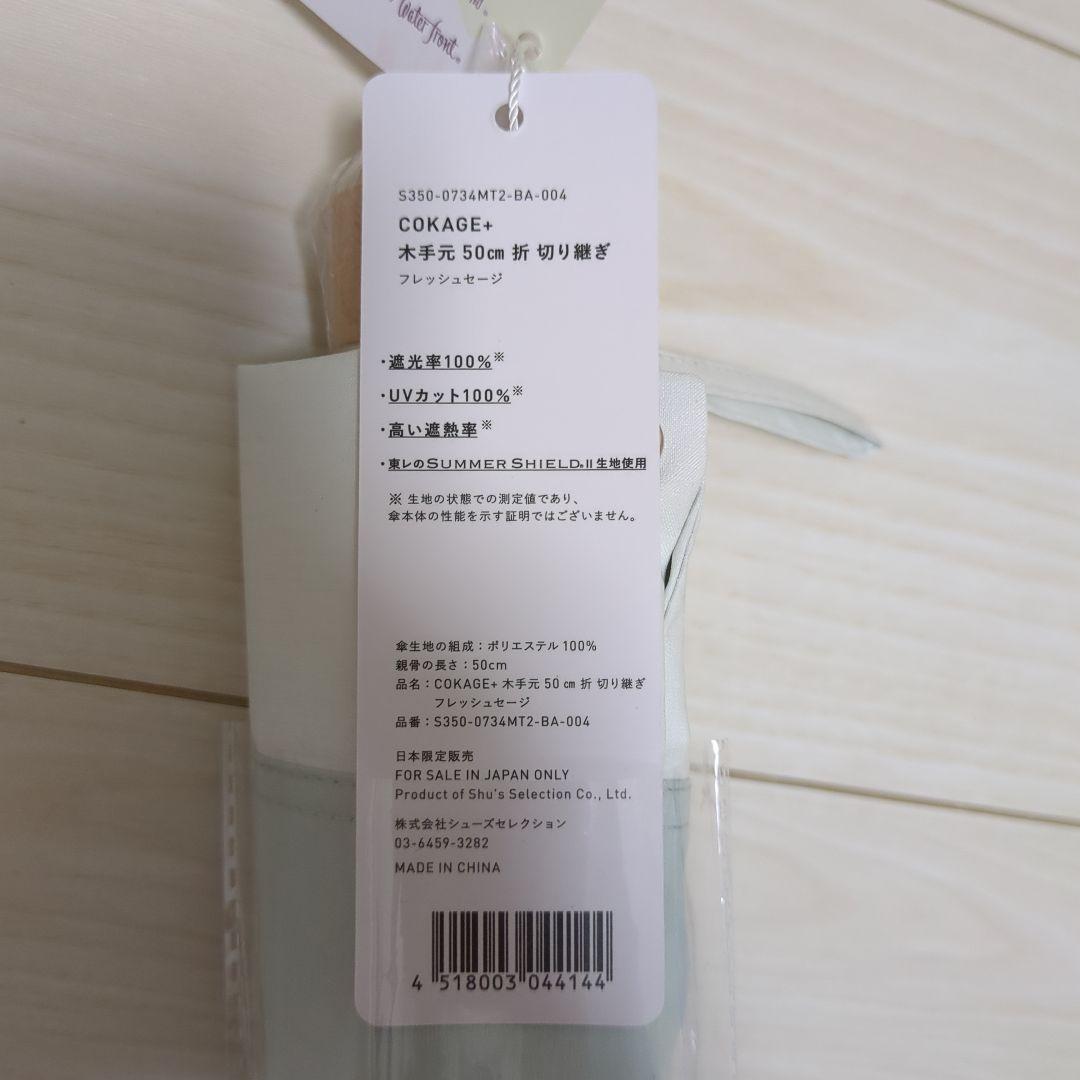 Water front®
S350-0734MT2-BA-004
COKAGE+
木手元 50㎝ 折 切り継ぎ
フレッシュセージ
・遮光率100%※
・UVカット100%※
・高い遮熱率※
・東レのSUMMER SHIELD®II生地使用
※ 生地の状態での測定値であり、
傘本体の性能を示す証明ではございません。
傘生地の組成：ポリエステル 100%
親骨の長さ：50cm
品名：COKAGE+ 木手元 50 ㎝ 折 切り継ぎ
フレッシュセージ
品番：S350-0734MT2-BA-004
日本限定販売
FOR SALE IN JAPAN ONLY
Product of Shu's Selection Co., Ltd.
株式会社シューズセレクション
03-6459-3282
MADE IN CHINA
4 518003 044144